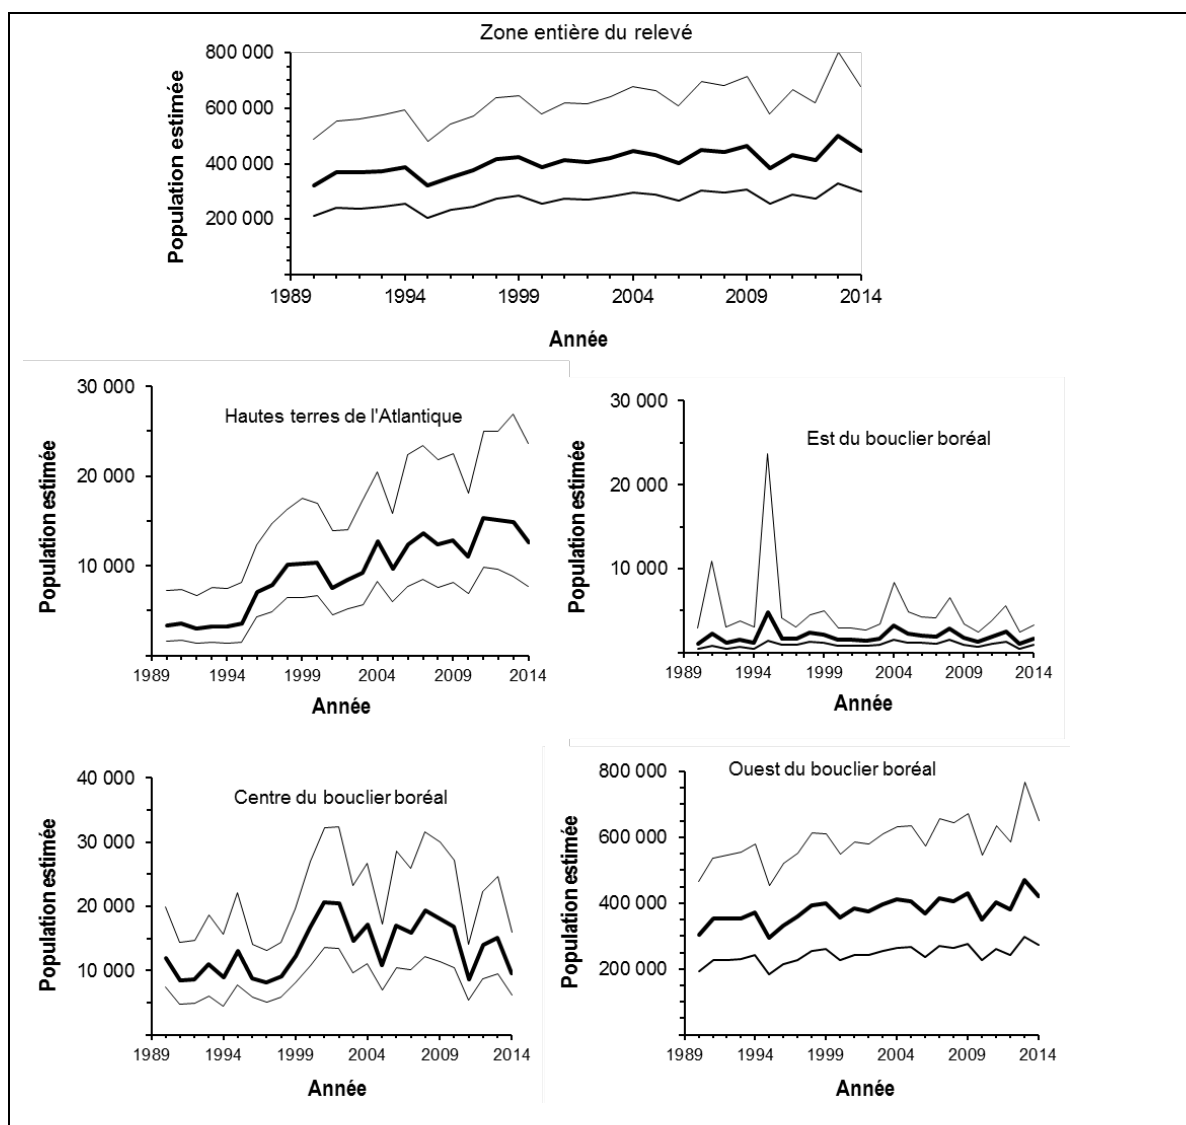 Zone entière du relevé
800 000
600 000
400 000
200 000
Population estimée
1989 1994 1999 2004 2009 2014
Année
Hautes terres de l'Atlantique
30 000
20 000
10 000
Population estimée
1989 1994 1999 2004 2009 2014
Année
Est du bouclier boréal
30 000
20 000
10 000
Population estimée
1989 1994 1999 2004 2009 2014
Année
Centre du bouclier boréal
40 000
30 000
20 000
10 000
Population estimée
1989 1994 1999 2004 2009 2014
Année
Ouest du bouclier boréal
800 000
600 000
400 000
200 000
Population estimée
1989 1994 1999 2004 2009 2014
Année